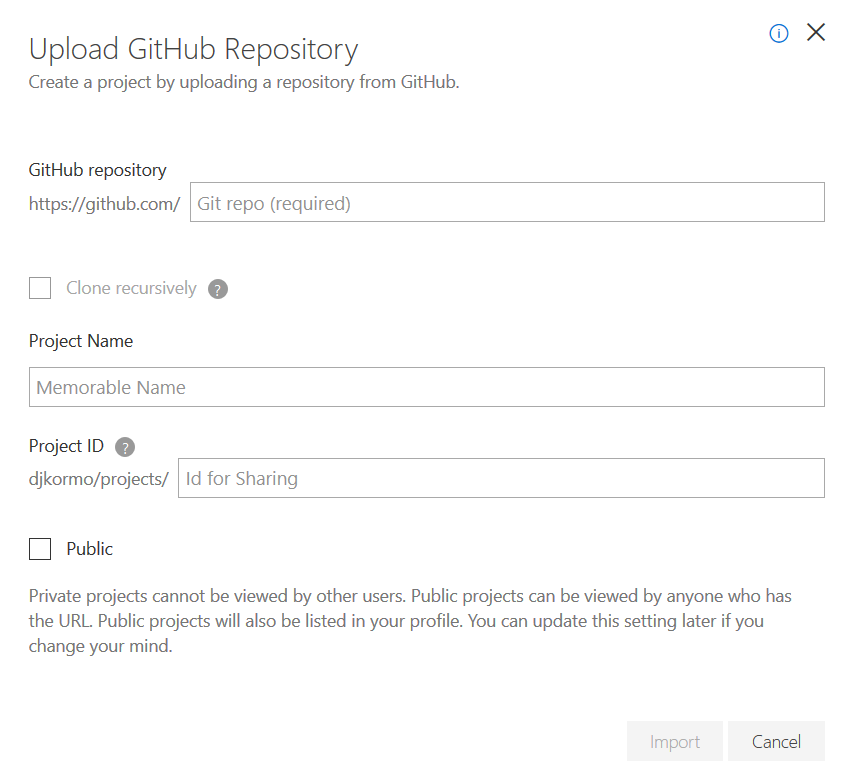 Upload GitHub Repository
Create a project by uploading a repository from GitHub.
GitHub repository
https://github.com/ Git repo (required)
Clone recursively ?
Project Name
Memorable Name
Project ID ?
djkormo/projects/ Id for Sharing
Public
Private projects cannot be viewed by other users. Public projects can be viewed by anyone who has
the URL. Public projects will also be listed in your profile. You can update this setting later if you
change your mind.
Import Cancel